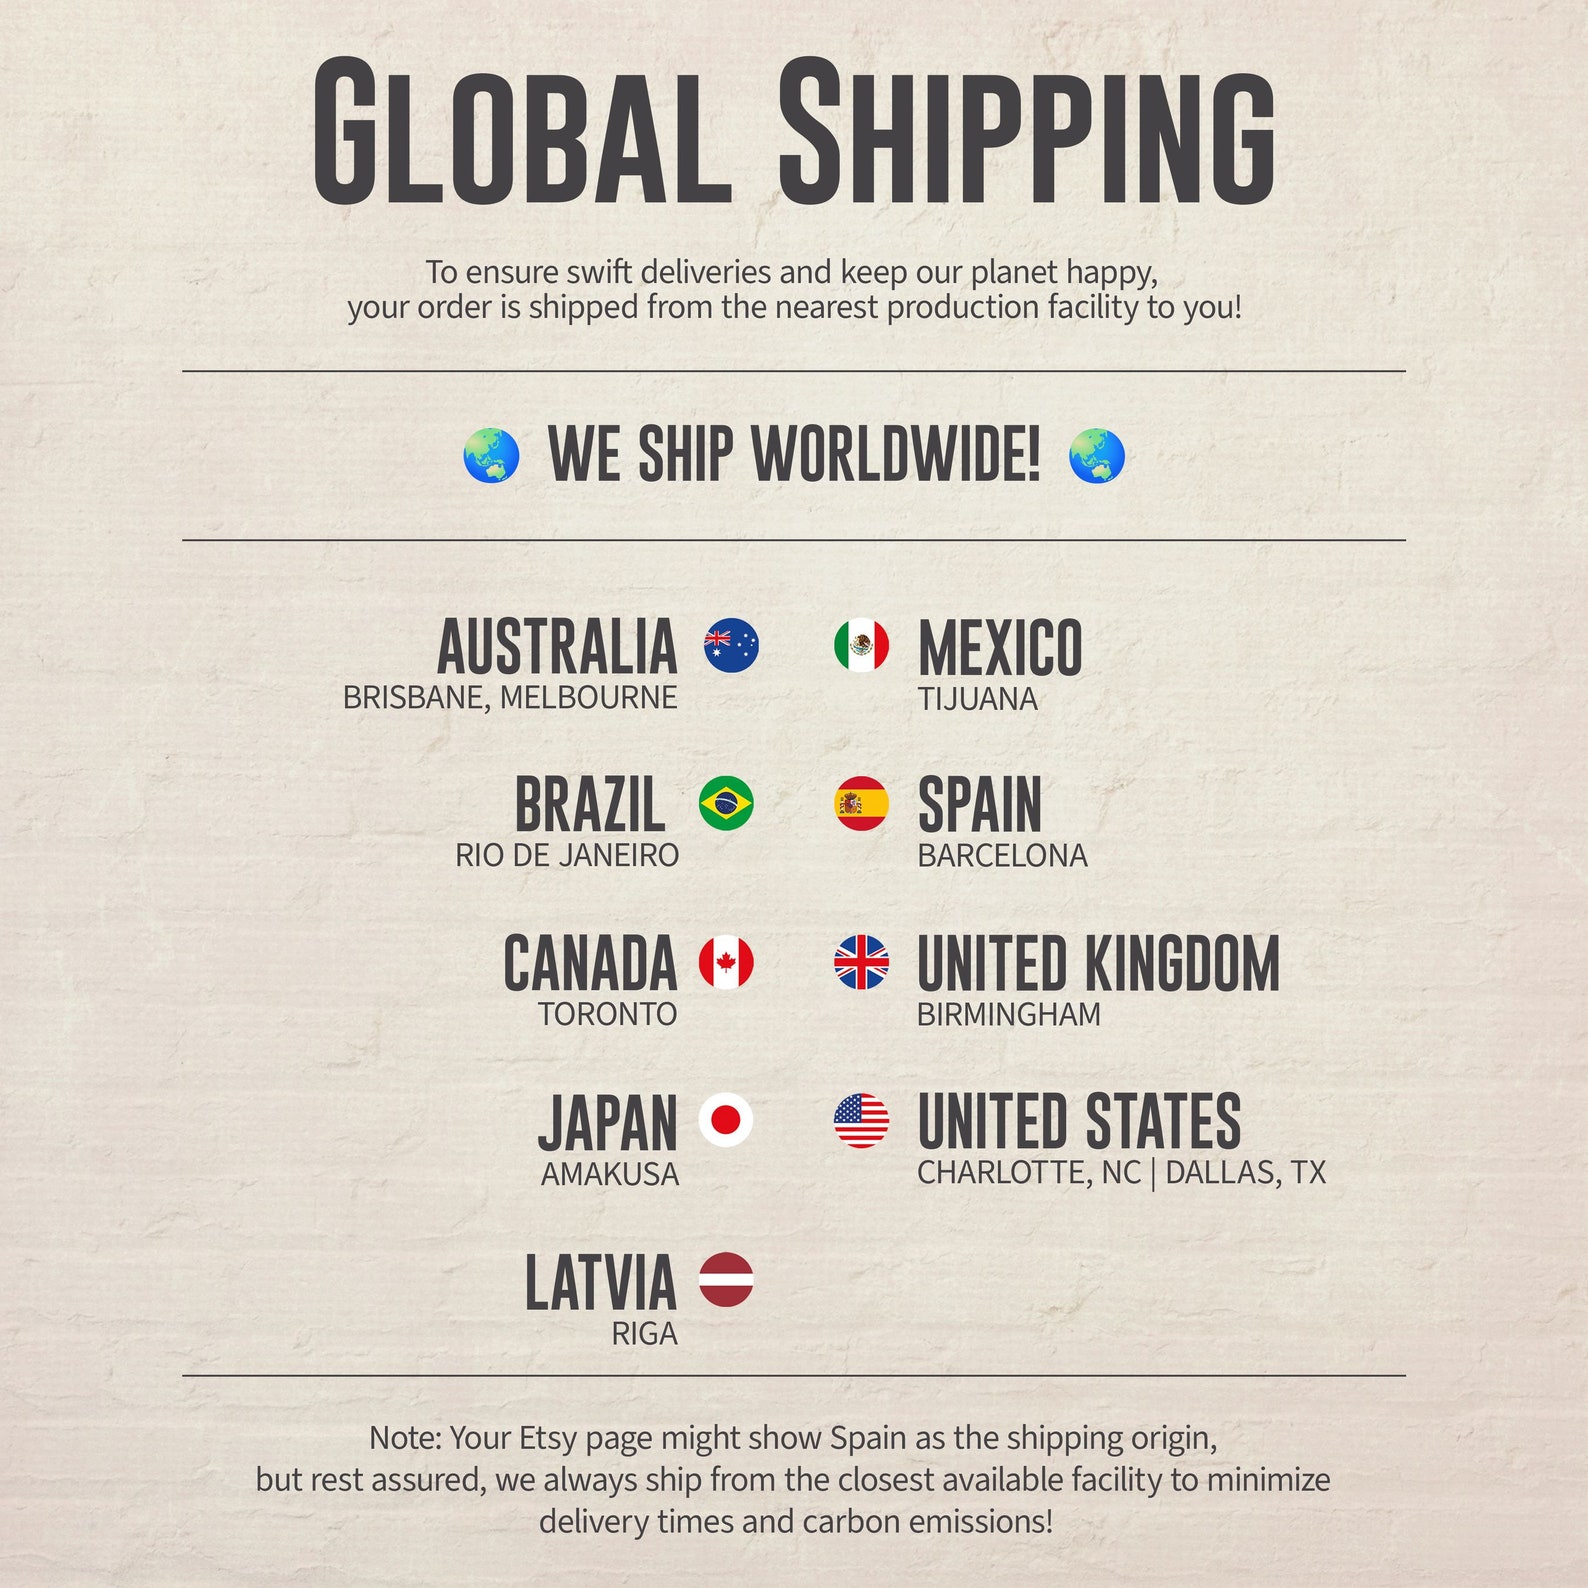 GLOBAL SHIPPING
To ensure swift deliveries and keep our planet happy,
your order is shipped from the nearest production facility to you!
WE SHIP WORLDWIDE!
AUSTRALIA
BRISBANE, MELBOURNE
BRAZIL
RIO DE JANEIRO
CANADA
TORONTO
JAPAN
AMAKUSA
LATVIA
RIGA
MEXICO
TIJUANA
SPAIN
BARCELONA
UNITED KINGDOM
BIRMINGHAM
UNITED STATES
CHARLOTTE, NC | DALLAS, TX
Note: Your Etsy page might show Spain as the shipping origin,
but rest assured, we always ship from the closest available facility to minimize
delivery times and carbon emissions!